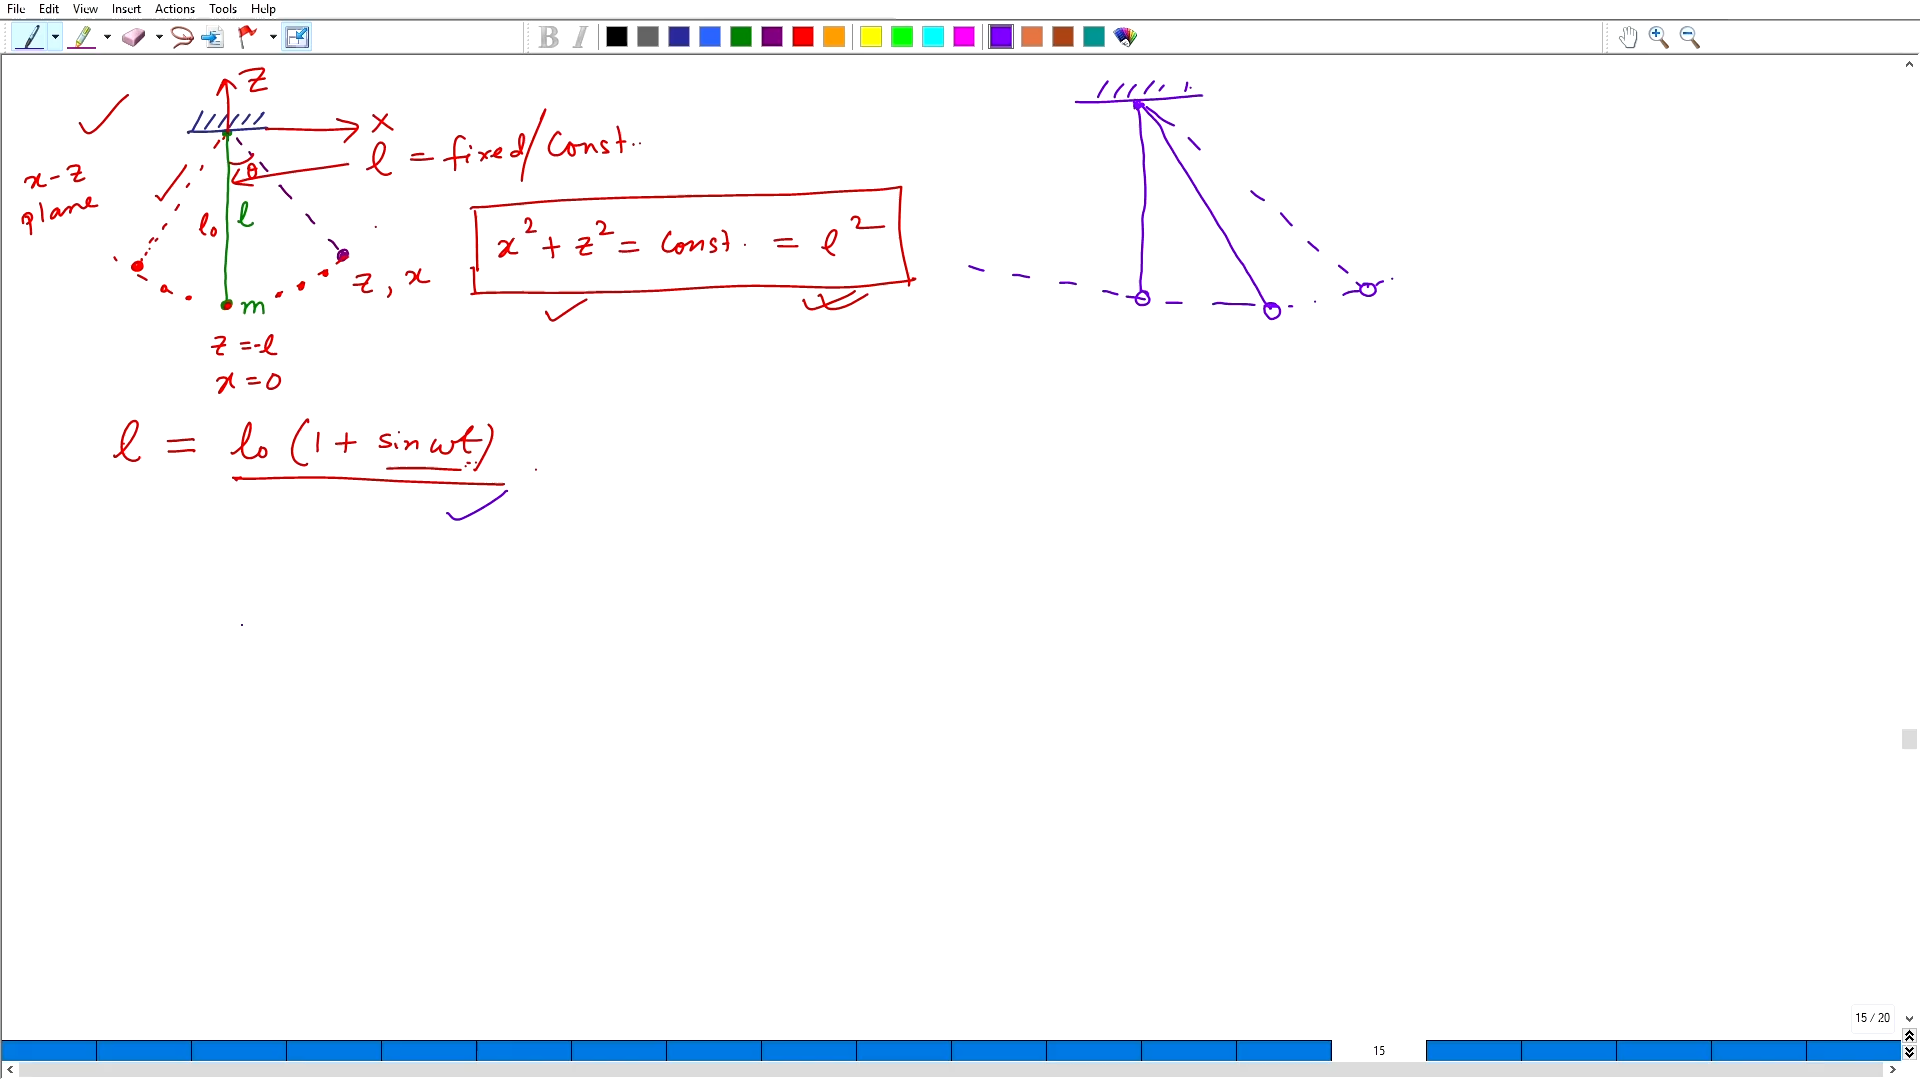 File Edit View Insert Actions Tools Help
B I
Z
x
l = fixed/const.
x-z
plane
θ
l₀ l
x² + z² = const. = l²
z, x
m
z = -l
x = 0
l = l₀ (1 + sin ωt)
15 / 20
15